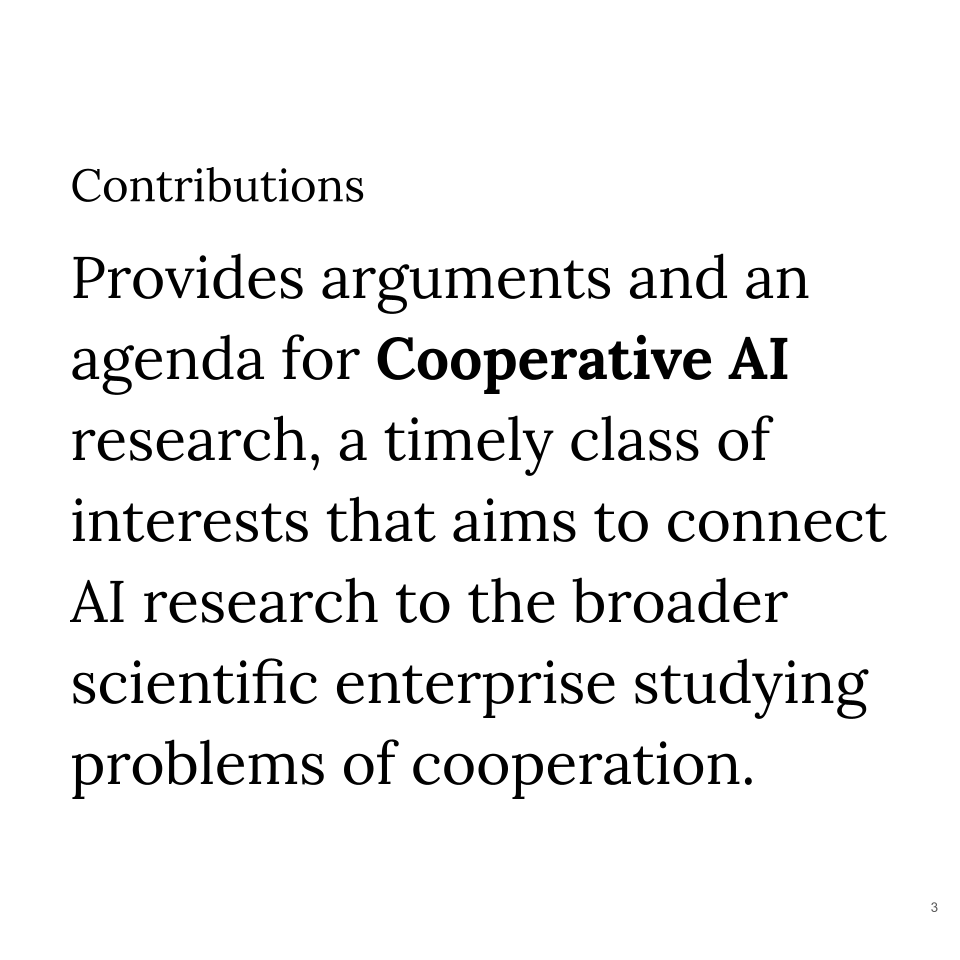 Contributions
Provides arguments and an
agenda for Cooperative AI
research, a timely class of
interests that aims to connect
AI research to the broader
scientific enterprise studying
problems of cooperation.
3